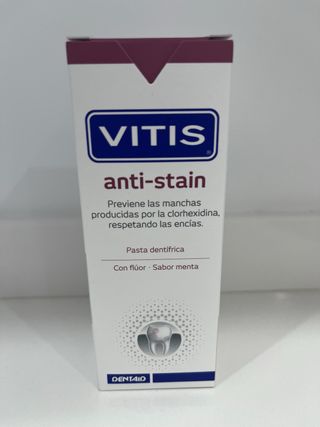 VITIS
anti-stain
Previene las manchas
producidas por la clorhexidina,
respetando las encías.
Pasta dentífrica
Con flúor · Sabor menta
DENTAID